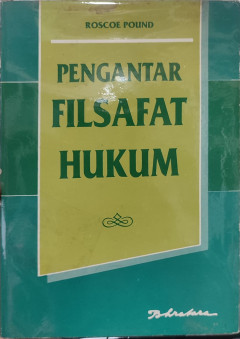 ROSCOE POUND
PENGANTAR
FILSAFAT
HUKUM
Bhratara